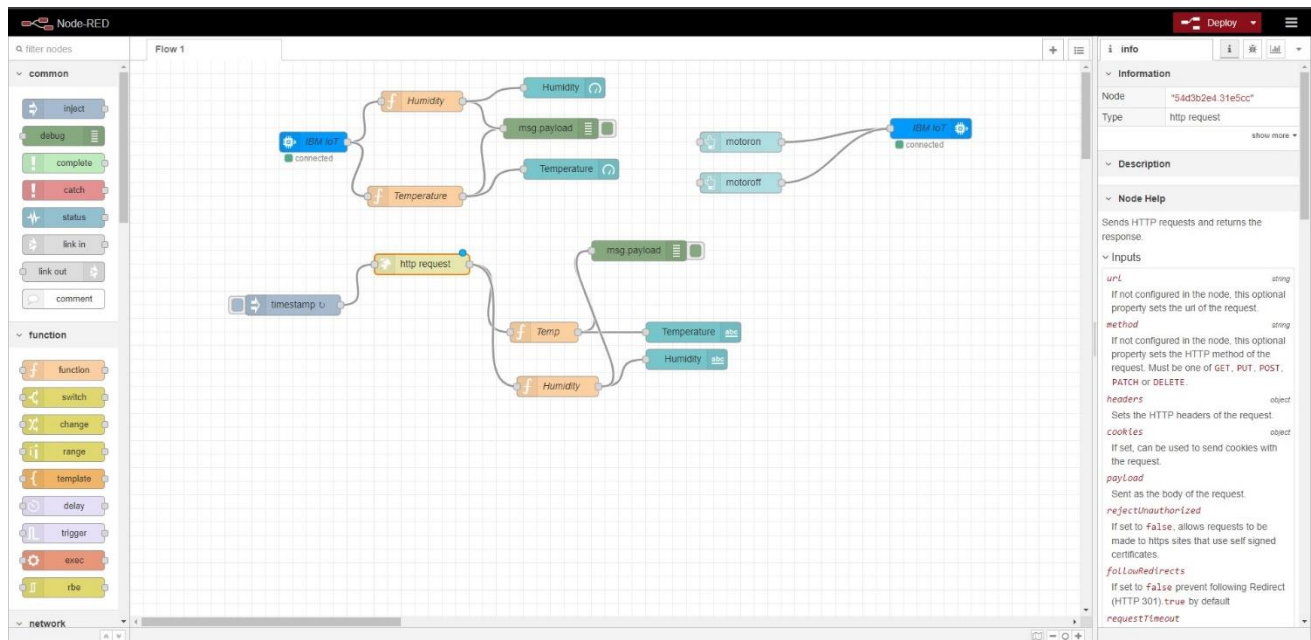 Node-RED
Deploy
filter nodes
common
inject
debug
complete
catch
status
link in
link out
comment
function
function
switch
change
range
template
delay
trigger
exec
rbe
network
Flow 1
Humidity
Humidity
IBM IoT
connected
msg.payload
Temperature
Temperature
motoron
motoroff
IBM IoT
connected
http request
msg.payload
timestamp ↻
Temp
Temperature
abc
Humidity
abc
Humidity
i info
i
Information
Node
"54d3b2e4.31e5cc"
Type
http request
show more
Description
Node Help
Sends HTTP requests and returns the
response.
Inputs
url string
If not configured in the node, this optional
property sets the url of the request.
method string
If not configured in the node, this optional
property sets the HTTP method of the
request. Must be one of GET, PUT, POST,
PATCH or DELETE.
headers object
Sets the HTTP headers of the request.
cookies object
If set, can be used to send cookies with
the request.
payload
Sent as the body of the request.
rejectUnauthorized
If set to false, allows requests to be
made to https sites that use self signed
certificates.
followRedirects
If set to false prevent following Redirect
(HTTP 301).true by default
requestTimeout